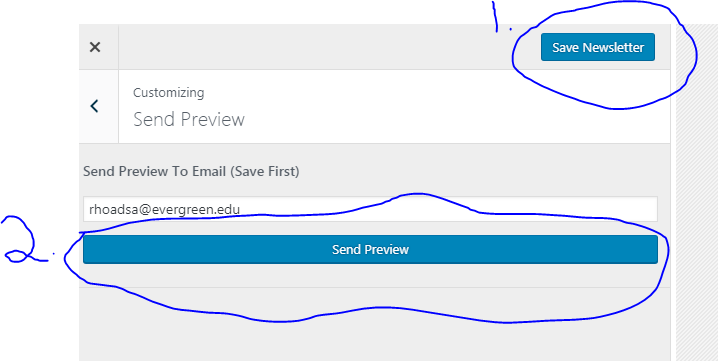 1.
× Save Newsletter
Customizing
Send Preview
Send Preview To Email (Save First)
rhoadsa@evergreen.edu
2.
Send Preview